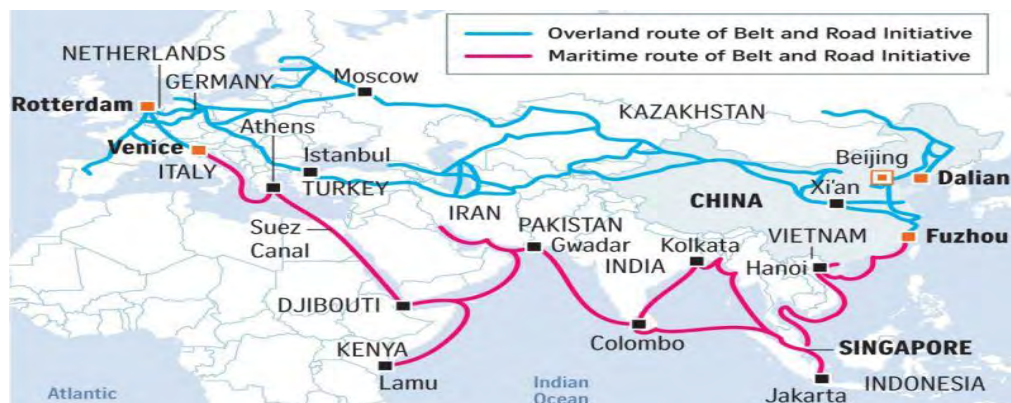 Overland route of Belt and Road Initiative
Maritime route of Belt and Road Initiative
NETHERLANDS
GERMANY
Moscow
Rotterdam
KAZAKHSTAN
Athens
Venice
ITALY
Istanbul
TURKEY
Beijing
Xi'an
Dalian
CHINA
IRAN
Suez
Canal
PAKISTAN
Gwadar
Kolkata
INDIA
VIETNAM
Hanoi
Fuzhou
DJIBOUTI
KENYA
Lamu
Colombo
SINGAPORE
Jakarta
INDONESIA
Atlantic
Indian
Ocean